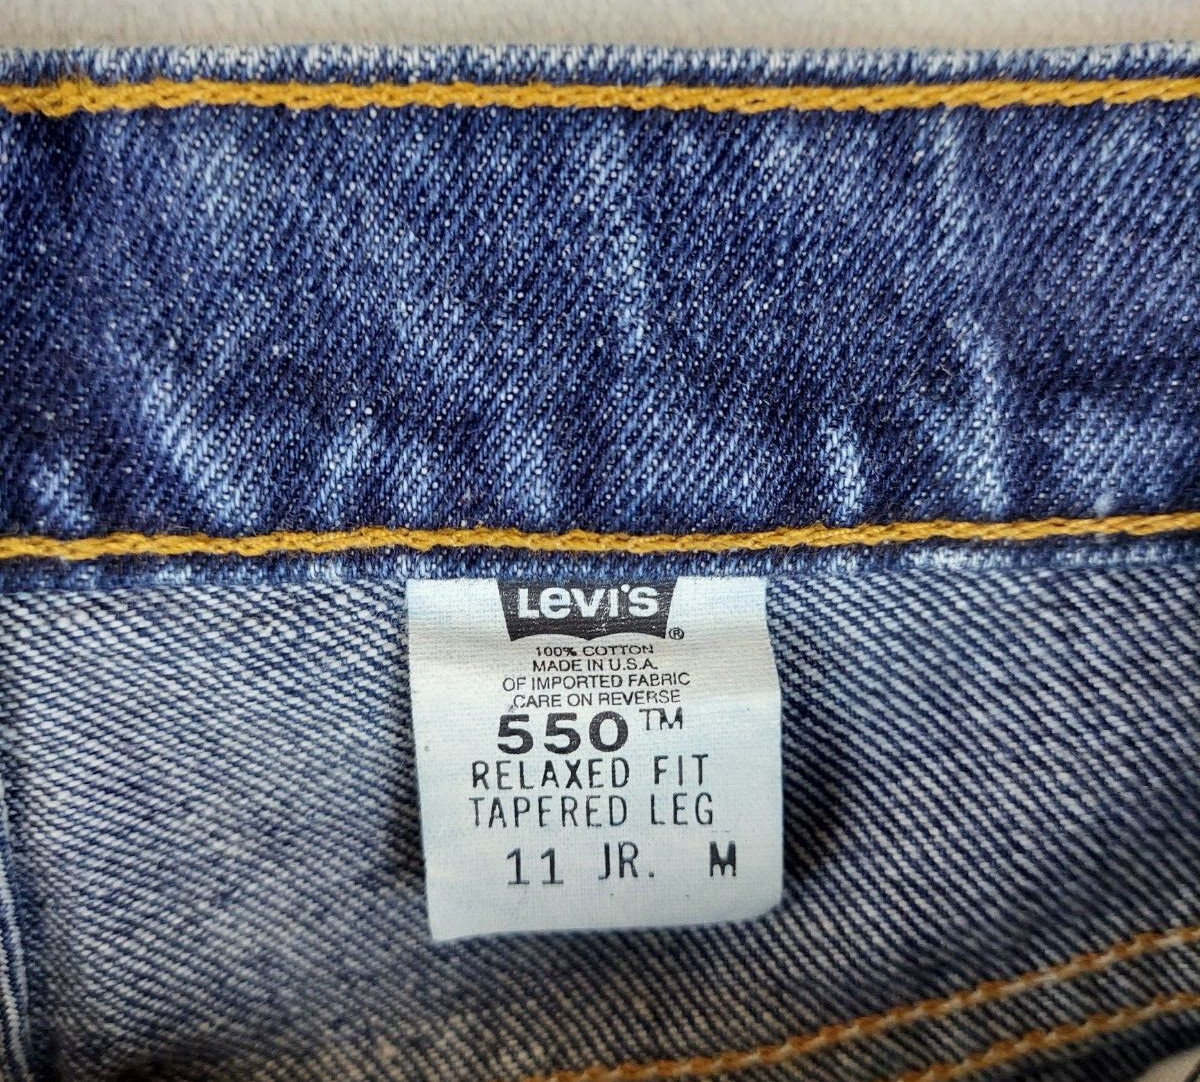 Levi's ®
100% COTTON
MADE IN U.S.A.
OF IMPORTED FABRIC
CARE ON REVERSE
550™
RELAXED FIT
TAPERED LEG
11 JR. M